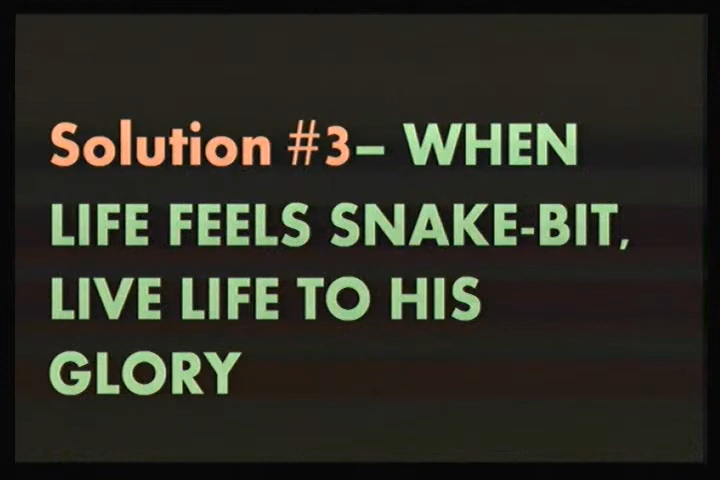 Solution #3– WHEN
LIFE FEELS SNAKE-BIT,
LIVE LIFE TO HIS
GLORY